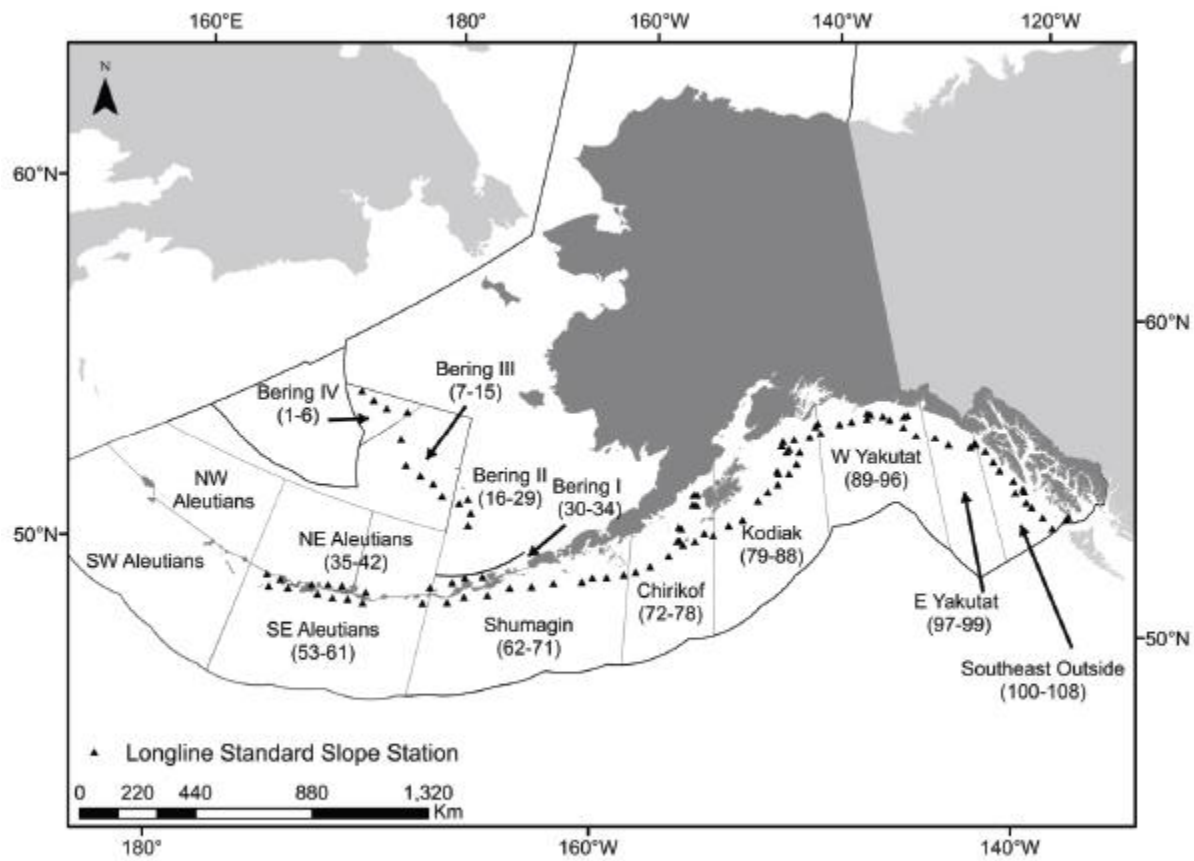 160°E 180° 160°W 140°W 120°W
N
60°N
60°N
Bering III
(7-15)
Bering IV
(1-6)
W Yakutat
(89-96)
Bering II
(16-29)
Bering I
(30-34)
NW
Aleutians
50°N
NE Aleutians
(35-42)
Kodiak
(79-88)
SW Aleutians
Chirikof
(72-78)
E Yakutat
(97-99)
SE Aleutians
(53-61)
Shumagin
(62-71)
50°N
Southeast Outside
(100-108)
Longline Standard Slope Station
0 220 440 880 1,320
Km
180° 160°W 140°W